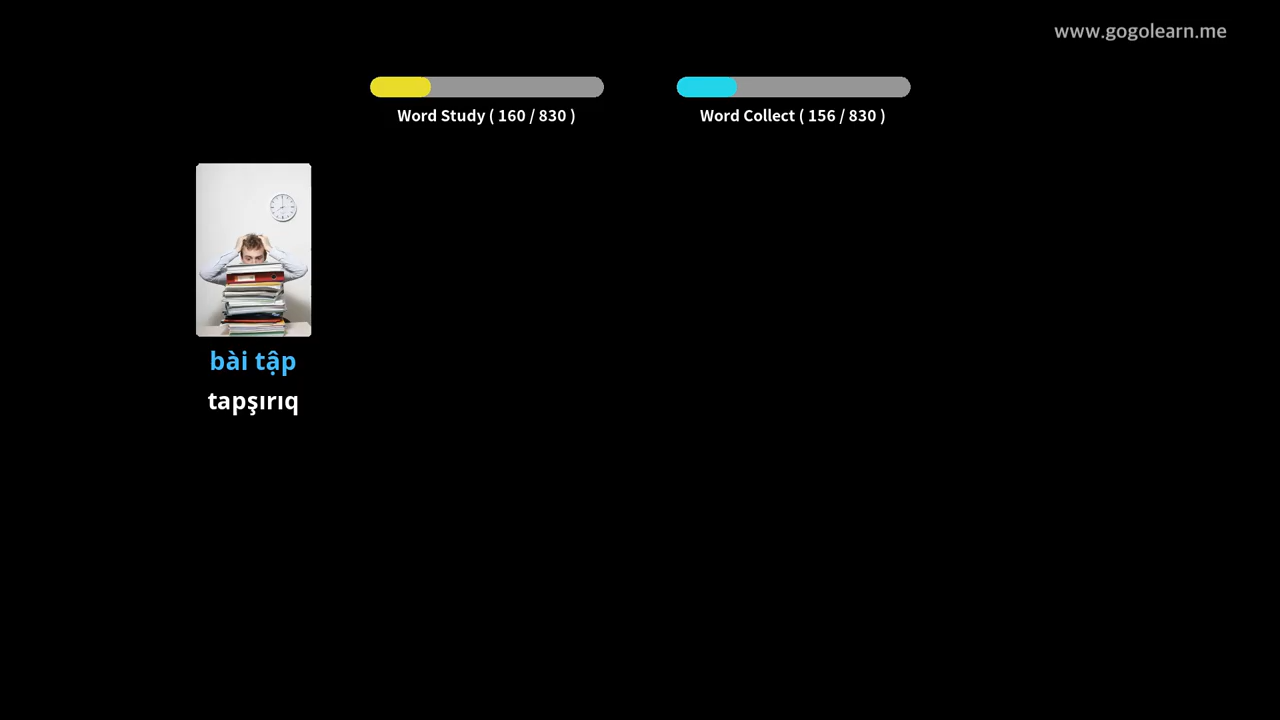 www.gogolearn.me
Word Study ( 160 / 830 )
Word Collect ( 156 / 830 )
bài tập
tapşırıq